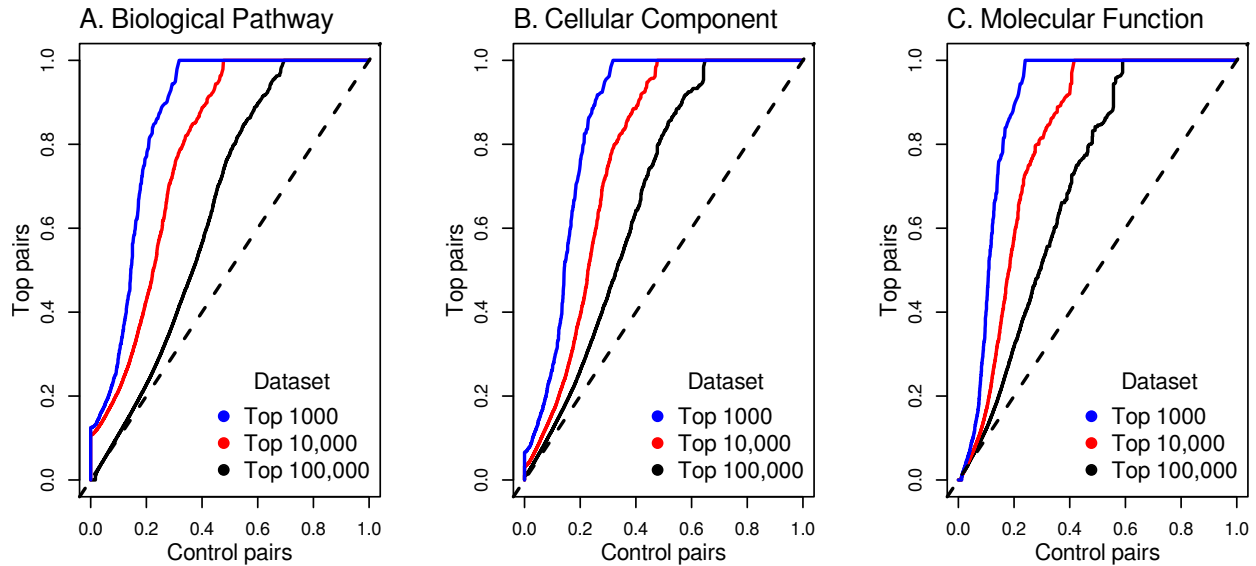 A. Biological Pathway
Top pairs
1.0
0.8
0.6
0.4
0.2
0.0
Dataset
Top 1000
Top 10,000
Top 100,000
0.0 0.2 0.4 0.6 0.8 1.0
Control pairs
B. Cellular Component
Top pairs
1.0
0.8
0.6
0.4
0.2
0.0
Dataset
Top 1000
Top 10,000
Top 100,000
0.0 0.2 0.4 0.6 0.8 1.0
Control pairs
C. Molecular Function
Top pairs
1.0
0.8
0.6
0.4
0.2
0.0
Dataset
Top 1000
Top 10,000
Top 100,000
0.0 0.2 0.4 0.6 0.8 1.0
Control pairs